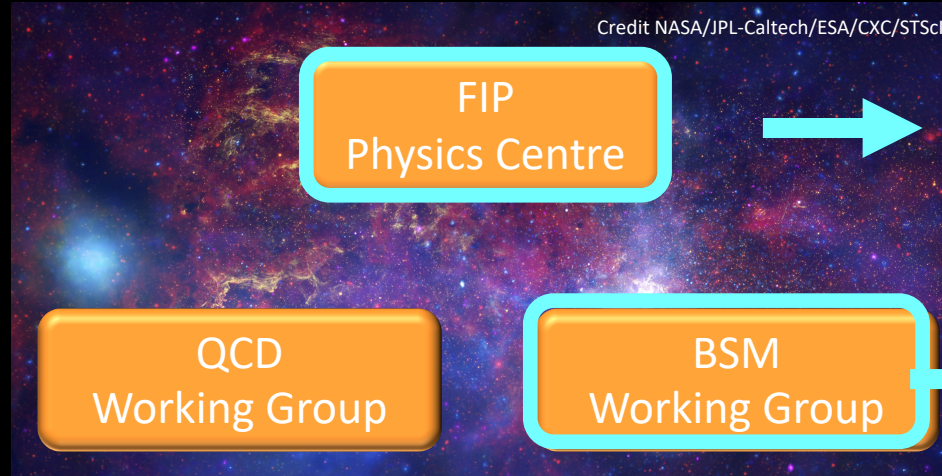 Credit NASA/JPL-Caltech/ESA/CXC/STScI
FIP
Physics Centre
QCD
Working Group
BSM
Working Group